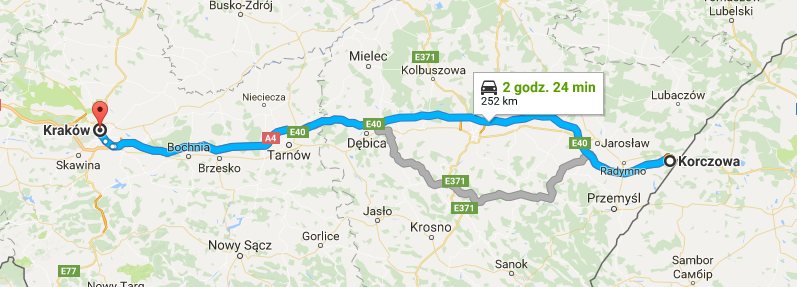 Busko-Zdrój
Tomaszów
Lubelski
Mielec
E371
Kolbuszowa
2 godz. 24 min
252 km
Nieciecza
Lubaczów
Kraków
E40
A4
E40
Bochnia
Tarnów
Dębica
E40
Jarosław
Skawina
Brzesko
Radymno
Korczowa
E371
Przemyśl
E371
Jasło
Krosno
Gorlice
Nowy Sącz
Sanok
Sambor
Самбір
E77
Nowy Targ